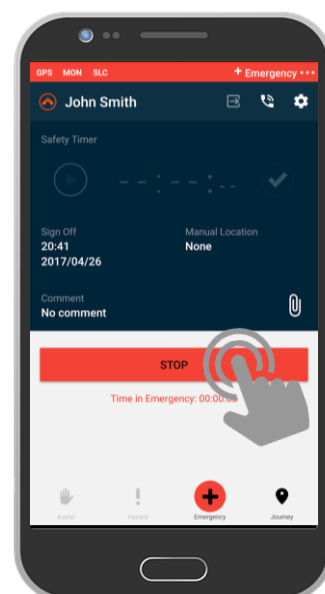 GPS MON SLC + Emergency •••
John Smith
Safety Timer
--:--:--
Sign Off Manual Location
20:41 None
2017/04/26
Comment
No comment
STOP
Time in Emergency: 00:00:
Assist Hazard Emergency Journey